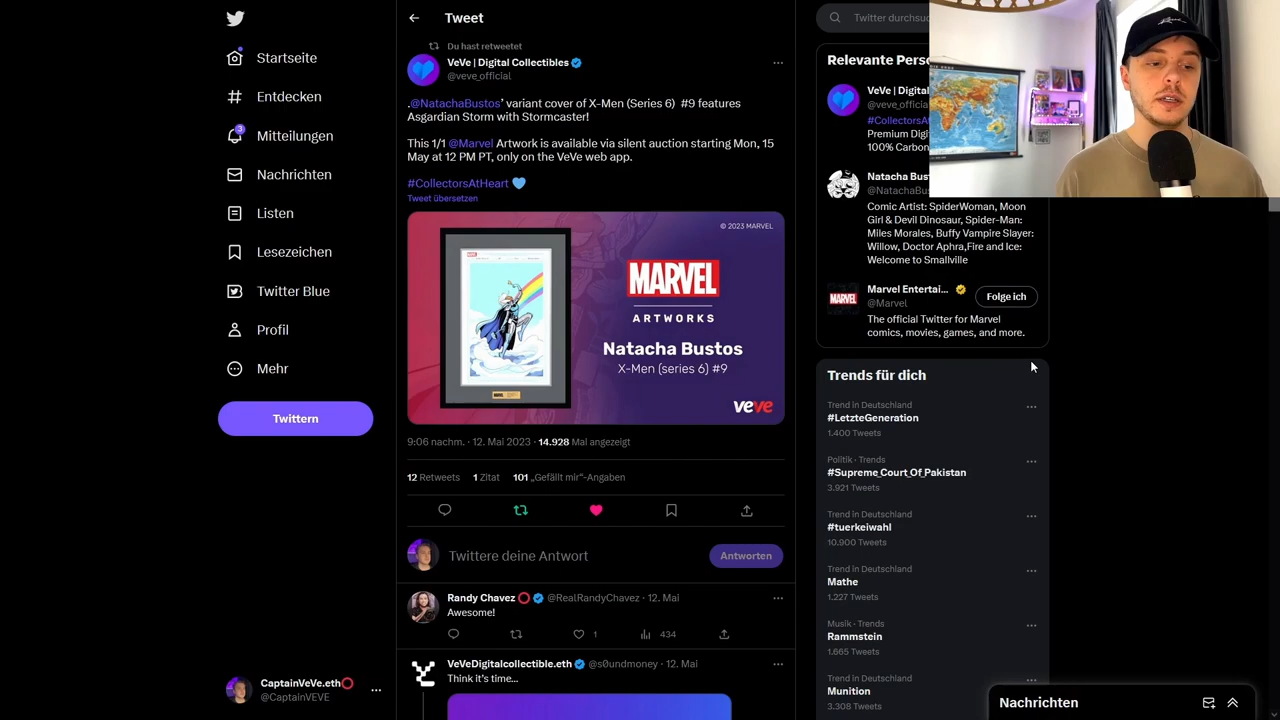 Startseite
Entdecken
3
Mitteilungen
Nachrichten
Listen
Lesezeichen
Twitter Blue
Profil
Mehr
Twittern
CaptainVeVe.eth
@CaptainVEVE
Tweet
Du hast retweetet
VeVe | Digital Collectibles
@veve_official
.@NatachaBustos' variant cover of X-Men (Series 6) #9 features
Asgardian Storm with Stormcaster!
This 1/1 @Marvel Artwork is available via silent auction starting Mon, 15
May at 12 PM PT, only on the VeVe web app.
#CollectorsAtHeart
Tweet übersetzen
© 2023 MARVEL
MARVEL
ARTWORKS
Natacha Bustos
X-Men (series 6) #9
veve
9:06 nachm. · 12. Mai 2023 · 14.928 Mal angezeigt
12 Retweets 1 Zitat 101 „Gefällt mir“-Angaben
Twittere deine Antwort
Antworten
Randy Chavez @RealRandyChavez · 12. Mai
Awesome!
1
434
VeVeDigitalcollectible.eth @s0undmoney · 12. Mai
Think it's time...
Twitter durchsu
Relevante Pers
VeVe | Digital
@veve_officia
#CollectorsAt
Premium Digi
100% Carbon
Natacha Bus
@NatachaBus
Comic Artist: SpiderWoman, Moon
Girl & Devil Dinosaur, Spider-Man:
Miles Morales, Buffy Vampire Slayer:
Willow, Doctor Aphra,Fire and Ice:
Welcome to Smallville
Marvel Entertai...
@Marvel
Folge ich
MARVEL
The official Twitter for Marvel
comics, movies, games, and more.
Trends für dich
Trend in Deutschland
#LetzteGeneration
1.400 Tweets
Politik · Trends
#Supreme_Court_Of_Pakistan
3.921 Tweets
Trend in Deutschland
#tuerkeiwahl
10.900 Tweets
Trend in Deutschland
Mathe
1.227 Tweets
Musik · Trends
Rammstein
1.665 Tweets
Trend in Deutschland
Munition
3.308 Tweets
Nachrichten